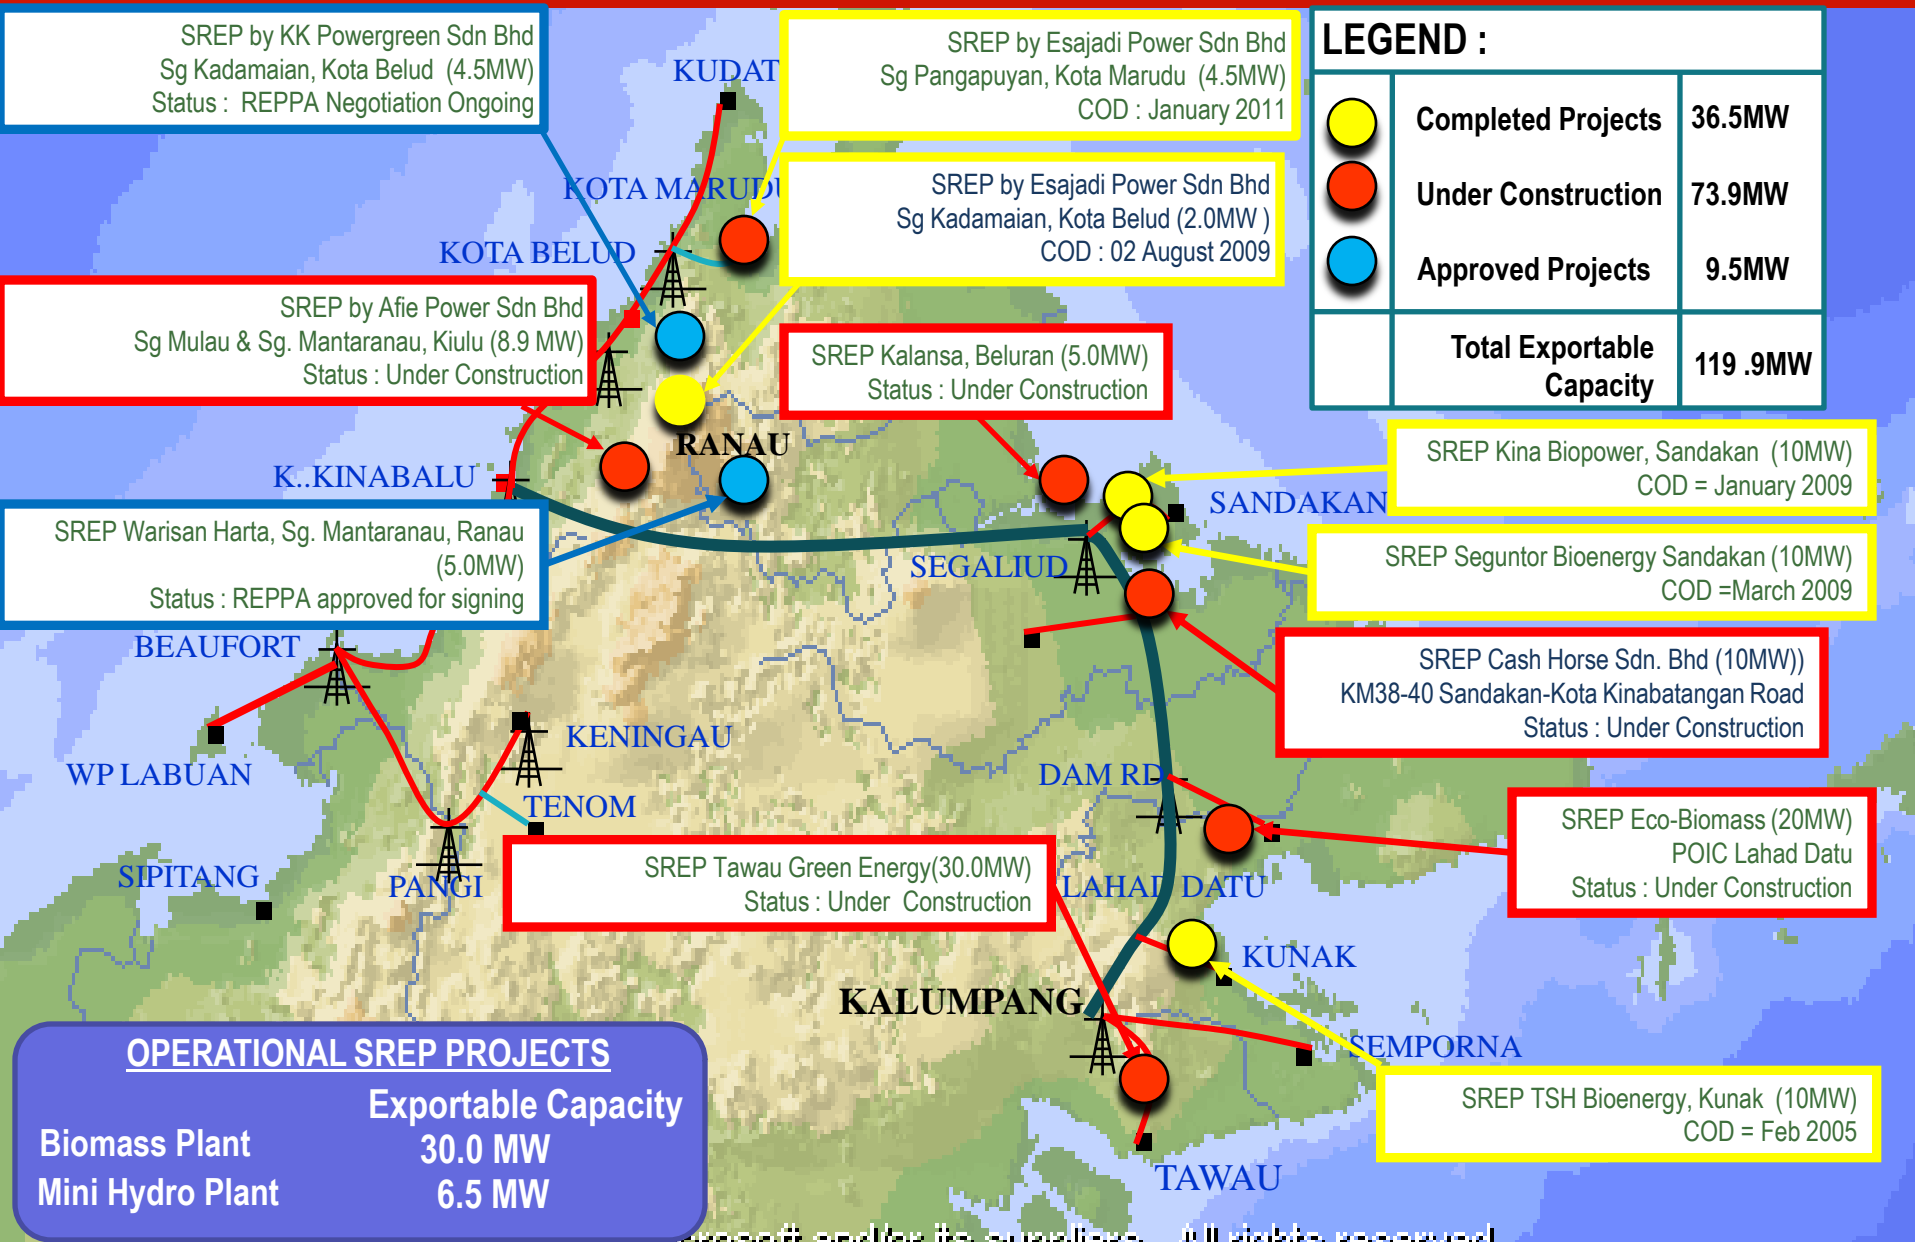 SREP by KK Powergreen Sdn Bhd
Sg Kadamaian, Kota Belud (4.5MW)
Status : REPPA Negotiation Ongoing
KUDAT
SREP by Esajadi Power Sdn Bhd
Sg Pangapuyan, Kota Marudu (4.5MW)
COD : January 2011
LEGEND :
Completed Projects 36.5MW
Under Construction 73.9MW
Approved Projects 9.5MW
Total Exportable
Capacity
119 .9MW
KOTA MARUDU
SREP by Esajadi Power Sdn Bhd
Sg Kadamaian, Kota Belud (2.0MW )
COD : 02 August 2009
KOTA BELUD
SREP by Afie Power Sdn Bhd
Sg Mulau & Sg. Mantaranau, Kiulu (8.9 MW)
Status : Under Construction
SREP Kalansa, Beluran (5.0MW)
Status : Under Construction
RANAU
K..KINABALU
SREP Kina Biopower, Sandakan (10MW)
COD = January 2009
SANDAKAN
SREP Warisan Harta, Sg. Mantaranau, Ranau
(5.0MW)
Status : REPPA approved for signing
SEGALIUD
SREP Seguntor Bioenergy Sandakan (10MW)
COD =March 2009
BEAUFORT
SREP Cash Horse Sdn. Bhd (10MW))
KM38-40 Sandakan-Kota Kinabatangan Road
Status : Under Construction
KENINGAU
WP LABUAN
DAM RD
TENOM
SREP Eco-Biomass (20MW)
POIC Lahad Datu
Status : Under Construction
SIPITANG
PANGI
SREP Tawau Green Energy(30.0MW)
Status : Under Construction
LAHAD DATU
KUNAK
KALUMPANG
SEMPORNA
OPERATIONAL SREP PROJECTS
Exportable Capacity
Biomass Plant 30.0 MW
Mini Hydro Plant 6.5 MW
SREP TSH Bioenergy, Kunak (10MW)
COD = Feb 2005
TAWAU
and/or its suppliers. All rights reserved